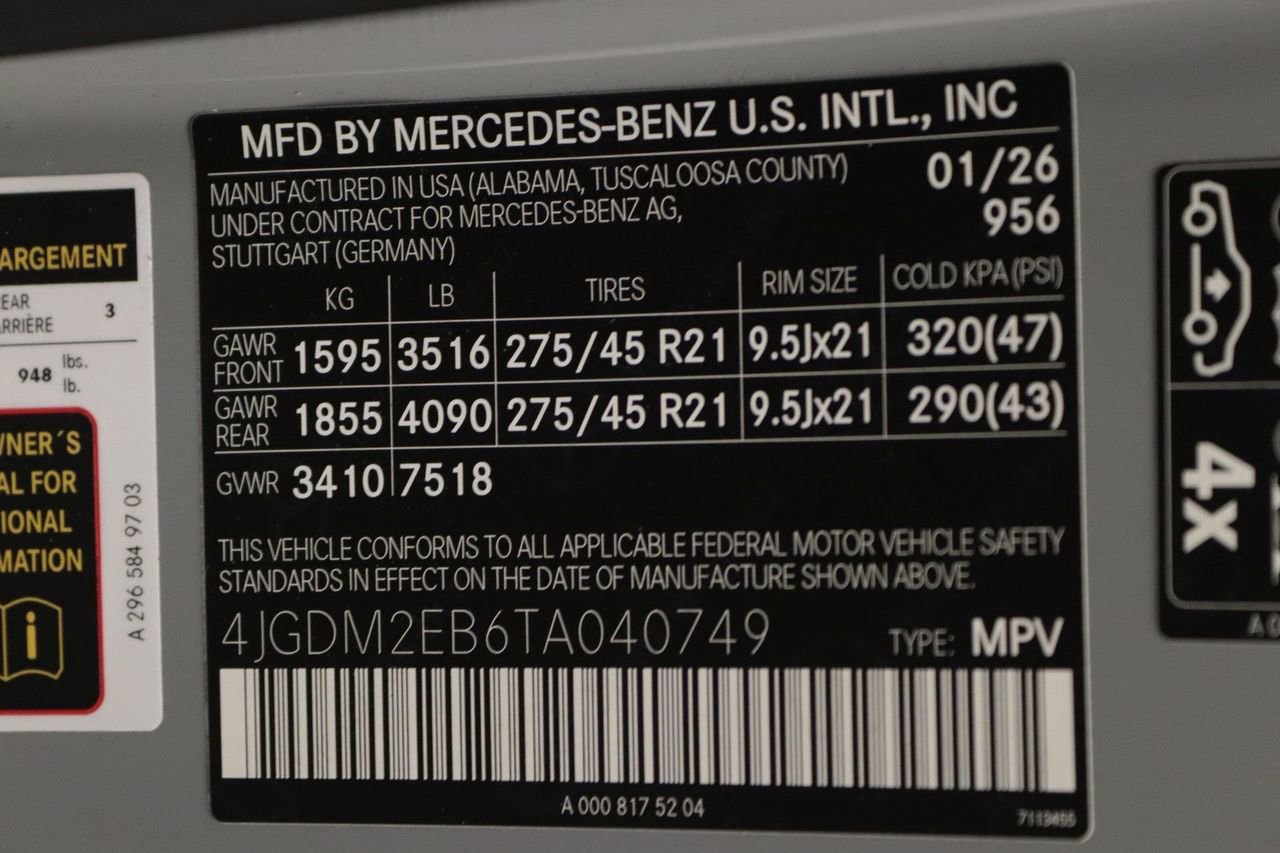 MFD BY MERCEDES-BENZ U.S. INTL., INC
MANUFACTURED IN USA (ALABAMA, TUSCALOOSA COUNTY) 01/26
UNDER CONTRACT FOR MERCEDES-BENZ AG, 956
STUTTGART (GERMANY)
KG LB TIRES RIM SIZE COLD KPA (PSI)
GAWR FRONT 1595 3516 275/45 R21 9.5Jx21 320(47)
GAWR REAR 1855 4090 275/45 R21 9.5Jx21 290(43)
GVWR 3410 7518
THIS VEHICLE CONFORMS TO ALL APPLICABLE FEDERAL MOTOR VEHICLE SAFETY
STANDARDS IN EFFECT ON THE DATE OF MANUFACTURE SHOWN ABOVE.
4JGDM2EB6TA040749 TYPE: MPV
A 000 817 52 04
ARGEMENT
EAR 3
RRIÈRE
948 lbs.
lb.
WNER´S
AL FOR
IONAL
MATION
i
A 296 584 97 03
4x